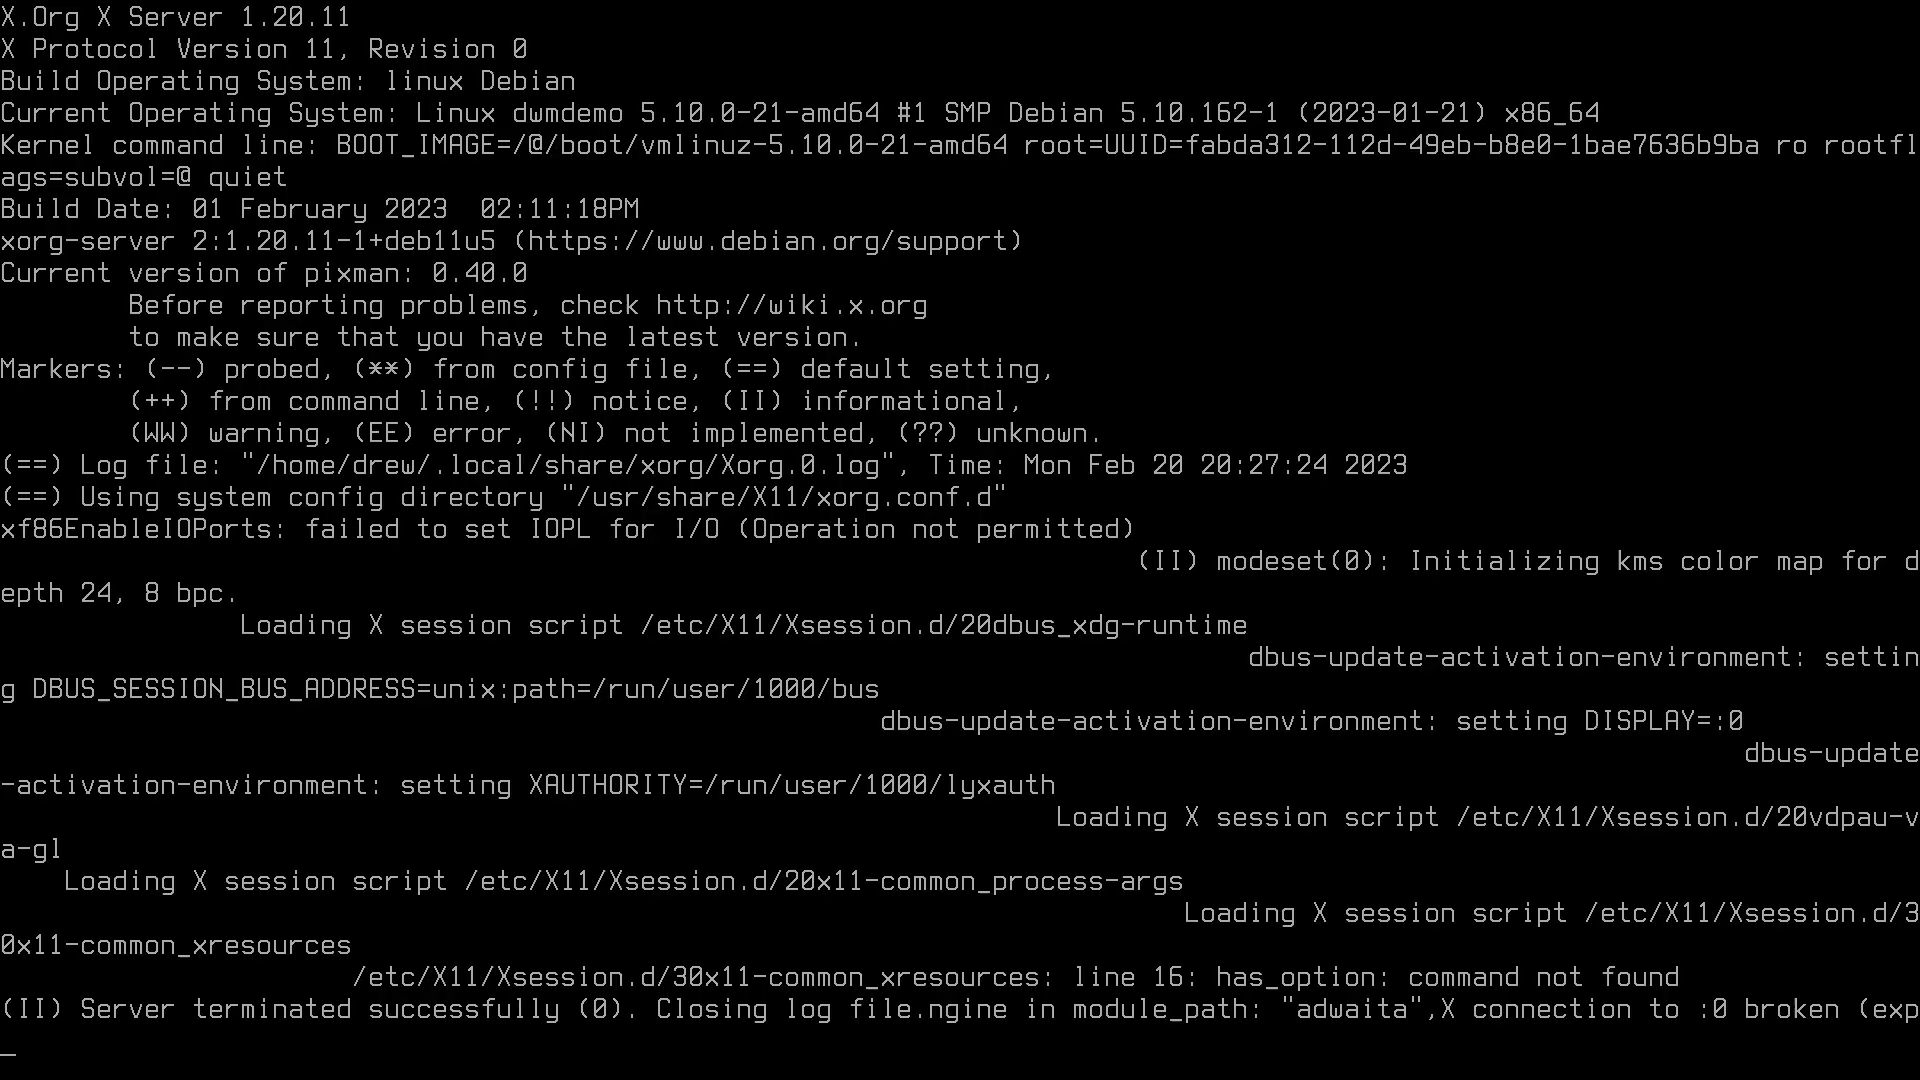 X.Org X Server 1.20.11
X Protocol Version 11, Revision 0
Build Operating System: linux Debian
Current Operating System: Linux dwmdemo 5.10.0-21-amd64 #1 SMP Debian 5.10.162-1 (2023-01-21) x86_64
Kernel command line: BOOT_IMAGE=/@/boot/vmlinuz-5.10.0-21-amd64 root=UUID=fabda312-112d-49eb-b8e0-1bae7636b9ba ro rootfl
ags=subvol=@ quiet
Build Date: 01 February 2023  02:11:18PM
xorg-server 2:1.20.11-1+deb11u5 (https://www.debian.org/support)
Current version of pixman: 0.40.0
Before reporting problems, check http://wiki.x.org
to make sure that you have the latest version.
Markers: (--) probed, (**) from config file, (==) default setting,
(++) from command line, (!!) notice, (II) informational,
(WW) warning, (EE) error, (NI) not implemented, (??) unknown.
(==) Log file: "/home/drew/.local/share/xorg/Xorg.0.log", Time: Mon Feb 20 20:27:24 2023
(==) Using system config directory "/usr/share/X11/xorg.conf.d"
xf86EnableIOPorts: failed to set IOPL for I/O (Operation not permitted)
(II) modeset(0): Initializing kms color map for d
epth 24, 8 bpc.
Loading X session script /etc/X11/Xsession.d/20dbus_xdg-runtime
dbus-update-activation-environment: settin
g DBUS_SESSION_BUS_ADDRESS=unix:path=/run/user/1000/bus
dbus-update-activation-environment: setting DISPLAY=:0
dbus-update
-activation-environment: setting XAUTHORITY=/run/user/1000/lyxauth
Loading X session script /etc/X11/Xsession.d/20vdpau-v
a-gl
Loading X session script /etc/X11/Xsession.d/20x11-common_process-args
Loading X session script /etc/X11/Xsession.d/3
0x11-common_xresources
/etc/X11/Xsession.d/30x11-common_xresources: line 16: has_option: command not found
(II) Server terminated successfully (0). Closing log file.ngine in module_path: "adwaita",X connection to :0 broken (exp
_